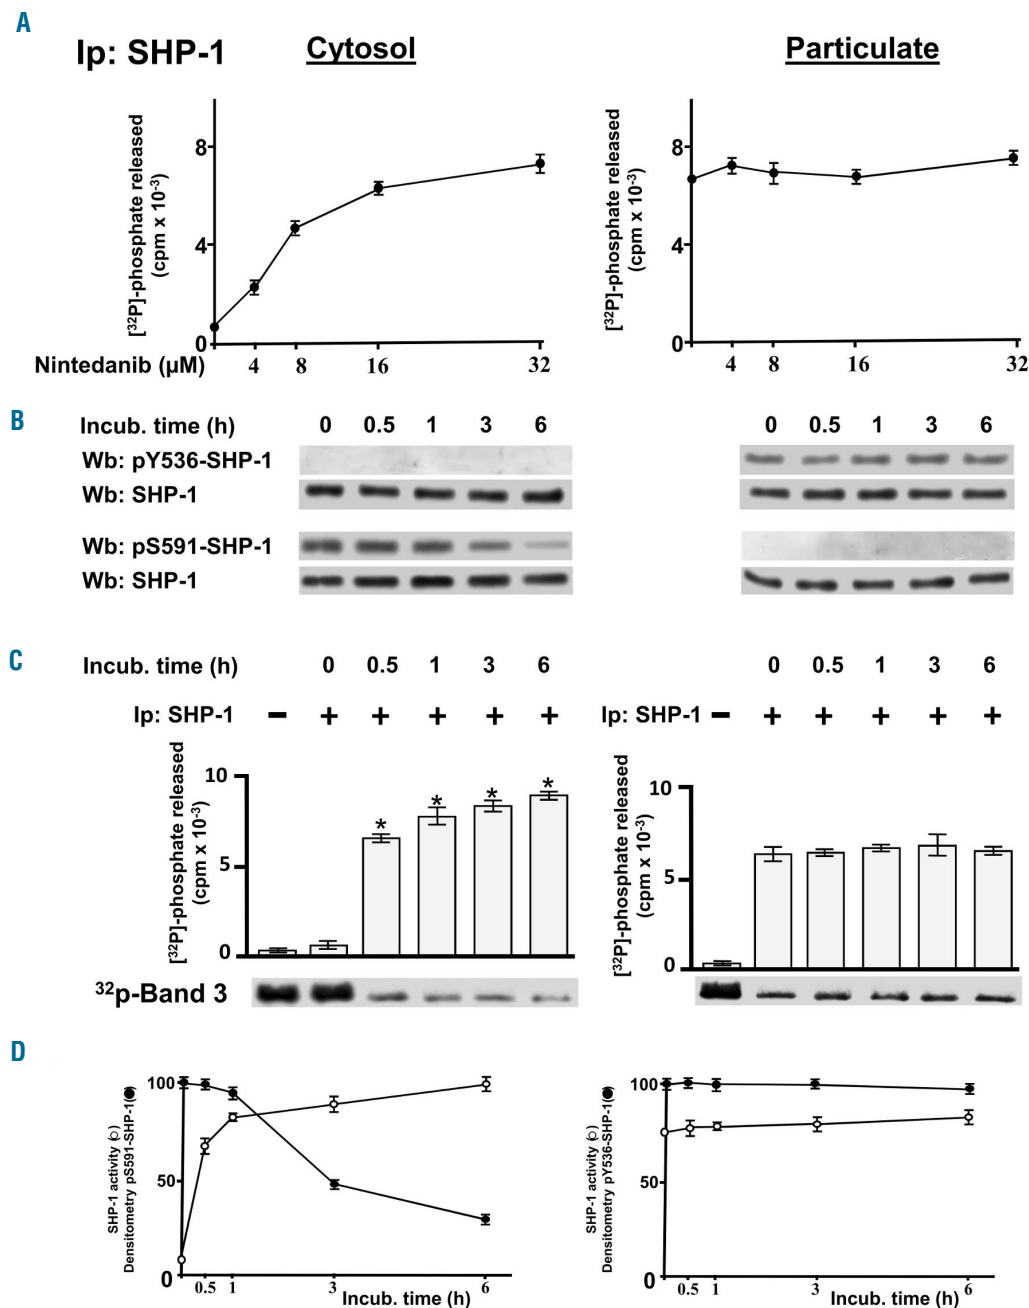 A
Ip: SHP-1 Cytosol Particulate
[³²P]-phosphate released
(cpm x 10⁻³)
8
4
0
Nintedanib (µM) 4 8 16 32
[³²P]-phosphate released
(cpm x 10⁻³)
8
4
0
4 8 16 32
B
Incub. time (h) 0 0.5 1 3 6 0 0.5 1 3 6
Wb: pY536-SHP-1
Wb: SHP-1
Wb: pS591-SHP-1
Wb: SHP-1
C
Incub. time (h) 0 0.5 1 3 6 0 0.5 1 3 6
Ip: SHP-1 − + + + + + Ip: SHP-1 − + + + + +
[³²P]-phosphate released
(cpm x 10⁻³)
10
5
0
* * * *
[³²P]-phosphate released
(cpm x 10⁻³)
10
5
0
³²p-Band 3
D
SHP-1 activity (○)
Densitometry pS591-SHP-1(●)
100
50
0
0.5 1 3 6
Incub. time (h)
SHP-1 activity (○)
Densitometry pY536-SHP-1(●)
100
50
0
0.5 1 3 6
Incub. time (h)